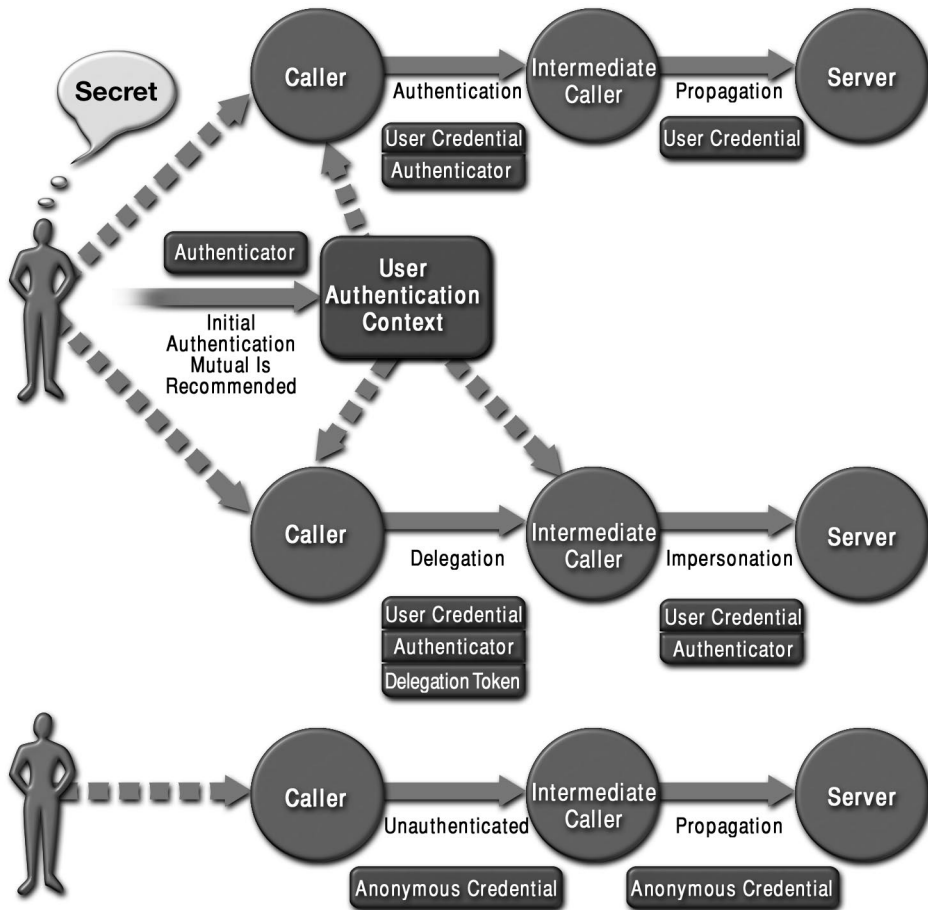 Secret
Caller
Authentication
User Credential
Authenticator
Intermediate
Caller
Propagation
User Credential
Server
Authenticator
Initial
Authentication
Mutual Is
Recommended
User
Authentication
Context
Caller
Delegation
User Credential
Authenticator
Delegation Token
Intermediate
Caller
Impersonation
User Credential
Authenticator
Server
Caller
Unauthenticated
Anonymous Credential
Intermediate
Caller
Propagation
Anonymous Credential
Server